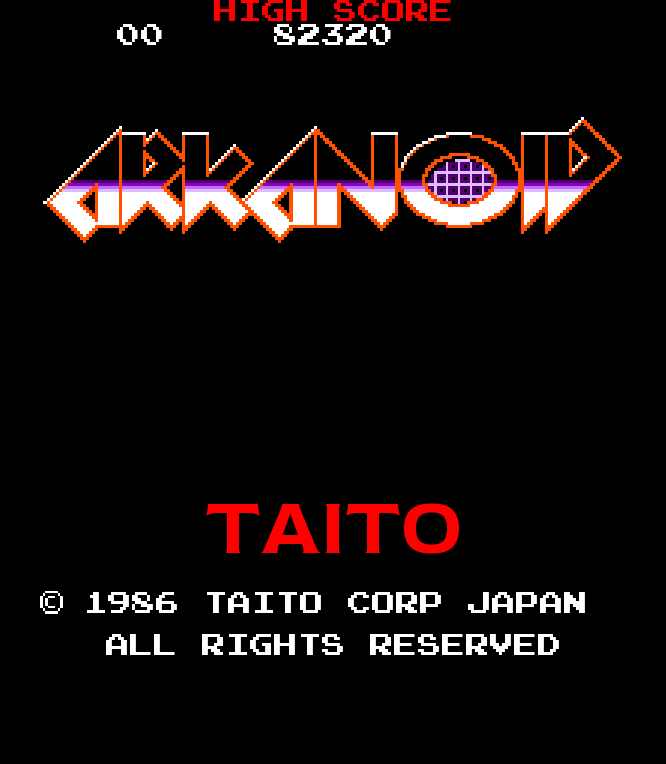 HIGH SCORE
00 82320
ARKANOID
TAITO
© 1986 TAITO CORP JAPAN
ALL RIGHTS RESERVED